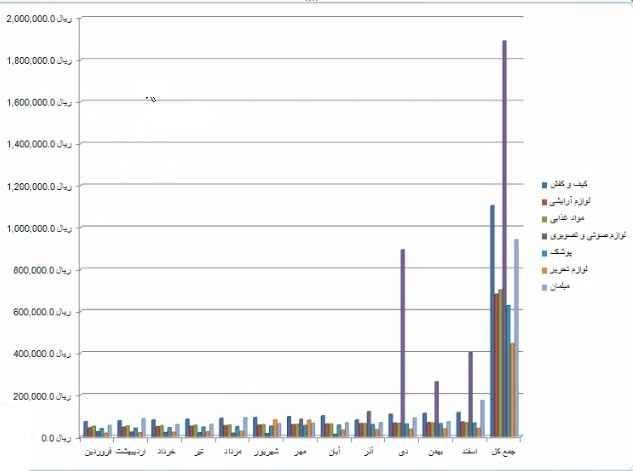 ریال 2,000,000.0
ریال 1,800,000.0
ریال 1,600,000.0
ریال 1,400,000.0
ریال 1,200,000.0
ریال 1,000,000.0
ریال 800,000.0
ریال 600,000.0
ریال 400,000.0
ریال 200,000.0
ریال 0.0
فروردین اردیبهشت خرداد تیر مرداد شهریور مهر آبان آذر دی بهمن اسفند جمع کل
کیف و کفش
لوازم آرایشی
مواد غذایی
لوازم صوتی و تصویری
پوشک
لوازم تحریر
مبلمان